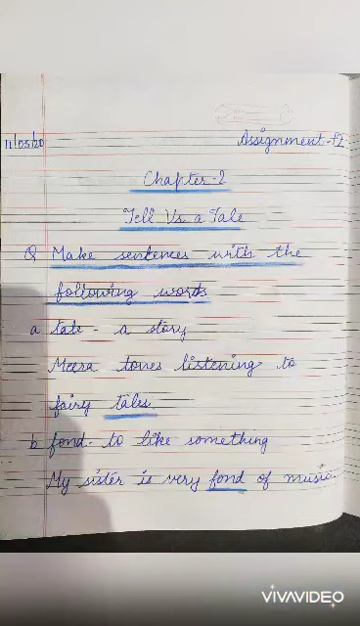 11/05/20 Assignment-17
Chapter-2
Tell Us a Tale
Q Make sentences with the
following words
a tale - a story
Meera loves listening to
fairy tales
b fond- to like something
My sister is very fond of music.
VIVAVIDEO